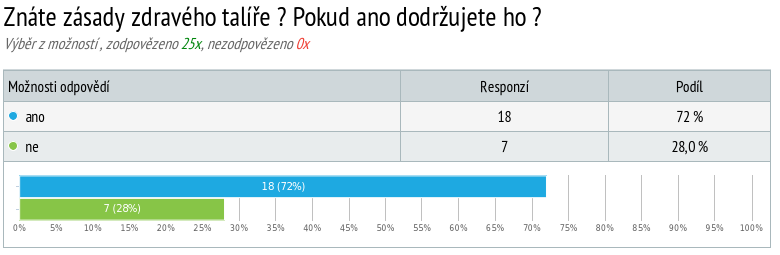 Znáte zásady zdravého talíře ? Pokud ano dodržujete ho ?
Výběr z možností , zodpovězeno 25x, nezodpovězeno 0x
Možnosti odpovědí Responzí Podíl
ano 18 72 %
ne 7 28,0 %
18 (72%)
7 (28%)
0% 5% 10% 15% 20% 25% 30% 35% 40% 45% 50% 55% 60% 65% 70% 75% 80% 85% 90% 95% 100%